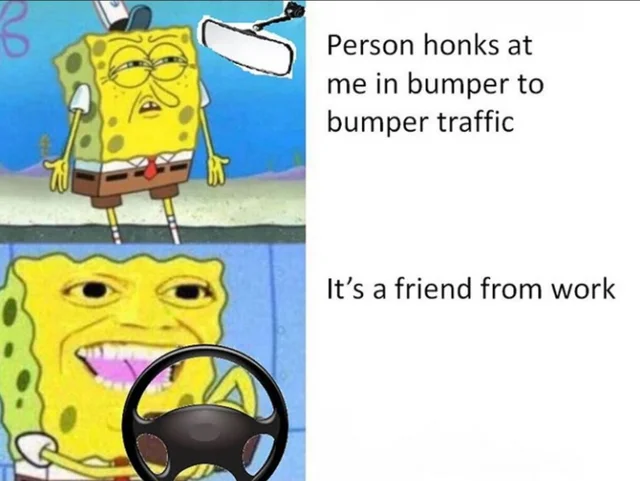 Person honks at
me in bumper to
bumper traffic
It’s a friend from work